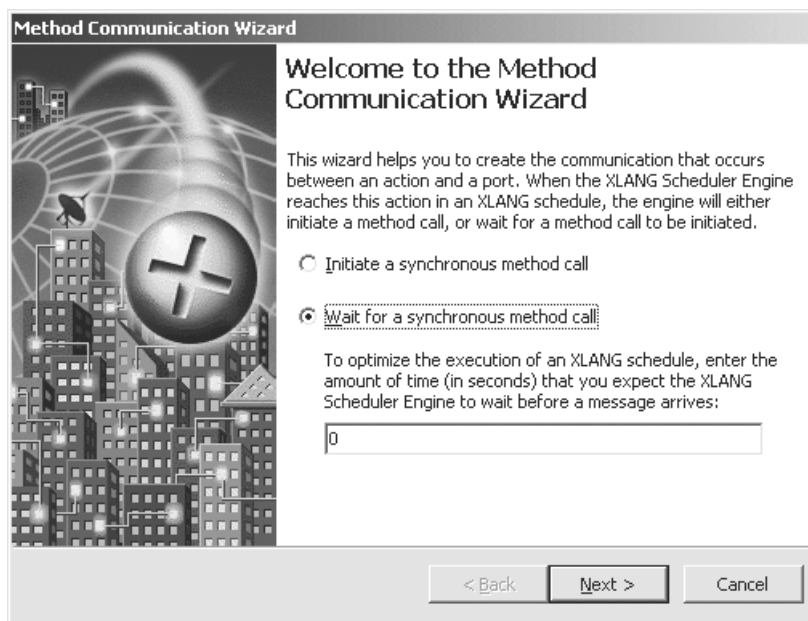 Method Communication Wizard
Welcome to the Method
Communication Wizard
This wizard helps you to create the communication that occurs
between an action and a port. When the XLANG Scheduler Engine
reaches this action in an XLANG schedule, the engine will either
initiate a method call, or wait for a method call to be initiated.
Initiate a synchronous method call
Wait for a synchronous method call
To optimize the execution of an XLANG schedule, enter the
amount of time (in seconds) that you expect the XLANG
Scheduler Engine to wait before a message arrives:
0
< Back Next > Cancel